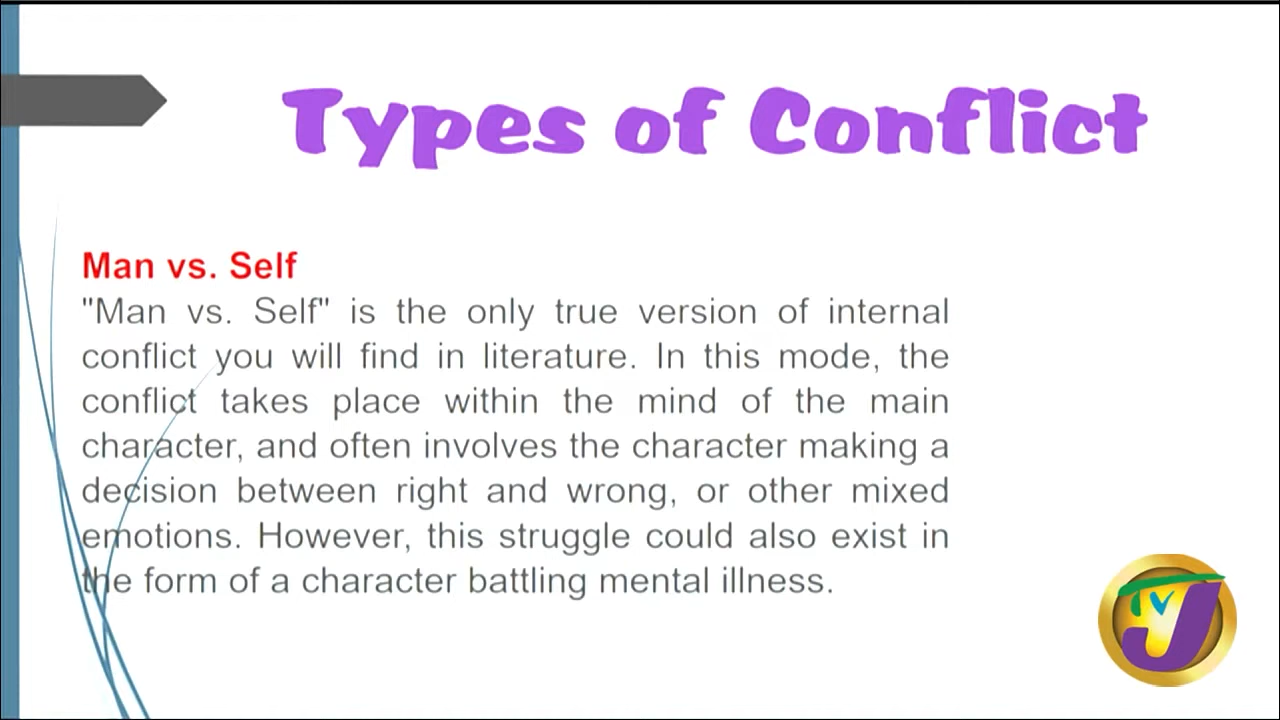 Types of Conflict
Man vs. Self
"Man vs. Self" is the only true version of internal
conflict you will find in literature. In this mode, the
conflict takes place within the mind of the main
character, and often involves the character making a
decision between right and wrong, or other mixed
emotions. However, this struggle could also exist in
the form of a character battling mental illness.
TVJ